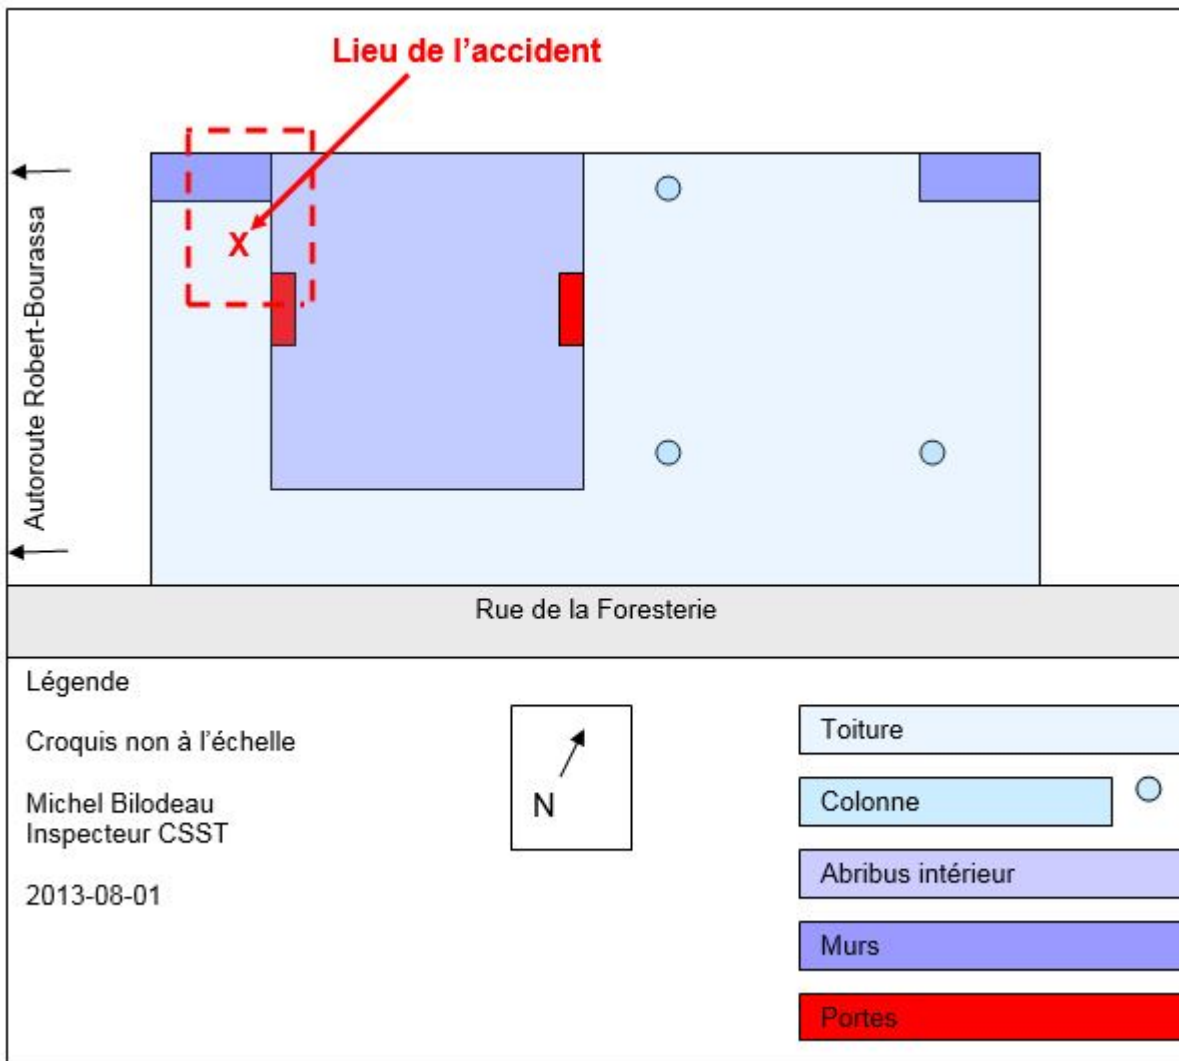 Lieu de l'accident
X
Autoroute Robert-Bourassa
Rue de la Foresterie
Légende
Croquis non à l'échelle
Michel Bilodeau
Inspecteur CSST
2013-08-01
N
Toiture
Colonne
Abribus intérieur
Murs
Portes